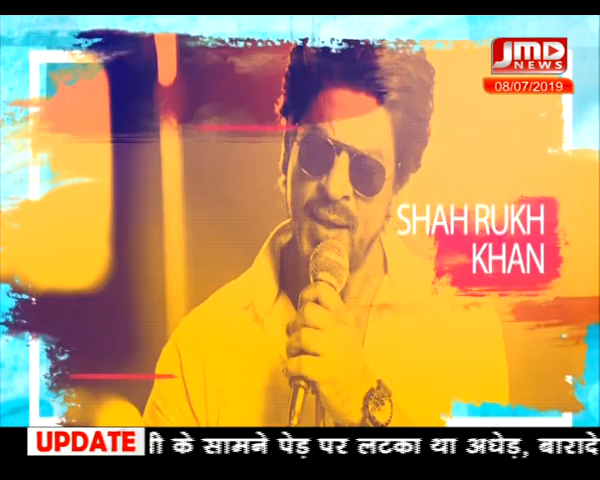 JMD
NEWS
08/07/2019
SHAH RUKH
KHAN
UPDATE
के सामने पेड़ पर लटका था अधेड़,